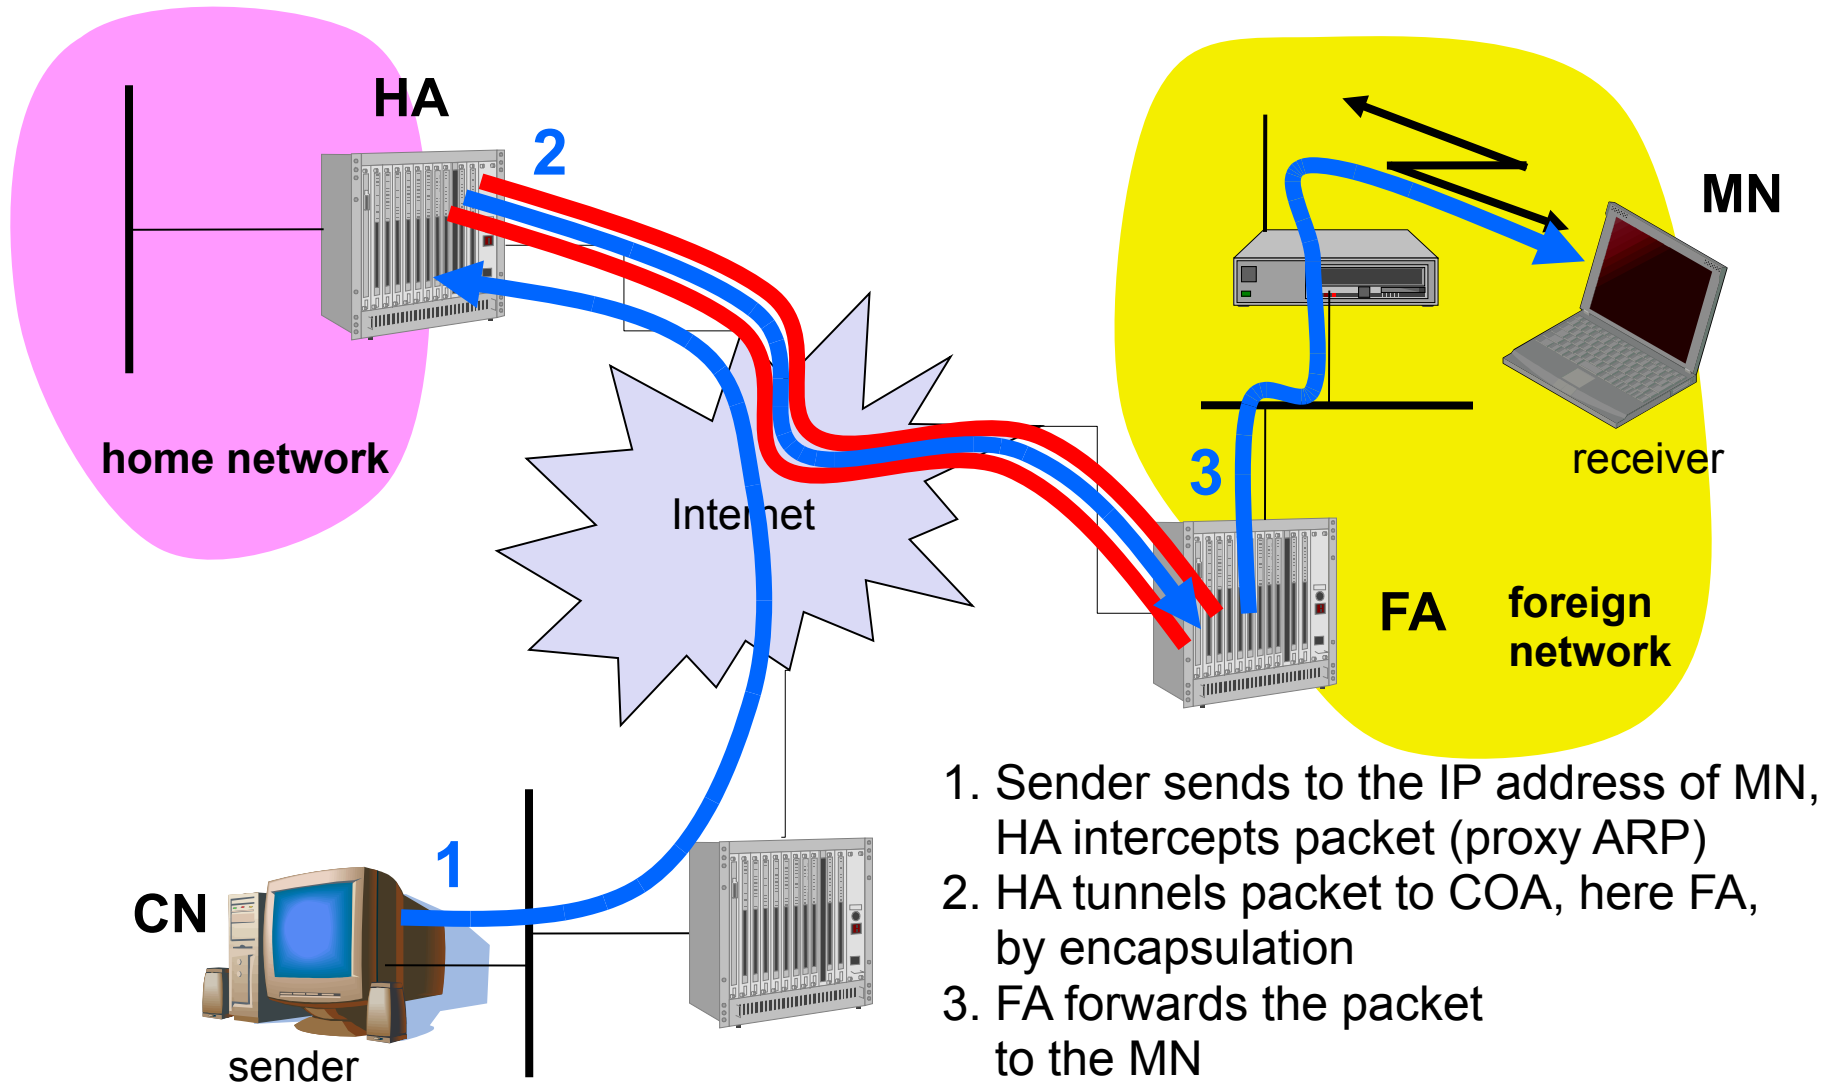 HA
2
MN
home network
receiver
3
Internet
FA
foreign
network
1. Sender sends to the IP address of MN,
HA intercepts packet (proxy ARP)
2. HA tunnels packet to COA, here FA,
by encapsulation
3. FA forwards the packet
to the MN
1
CN
sender